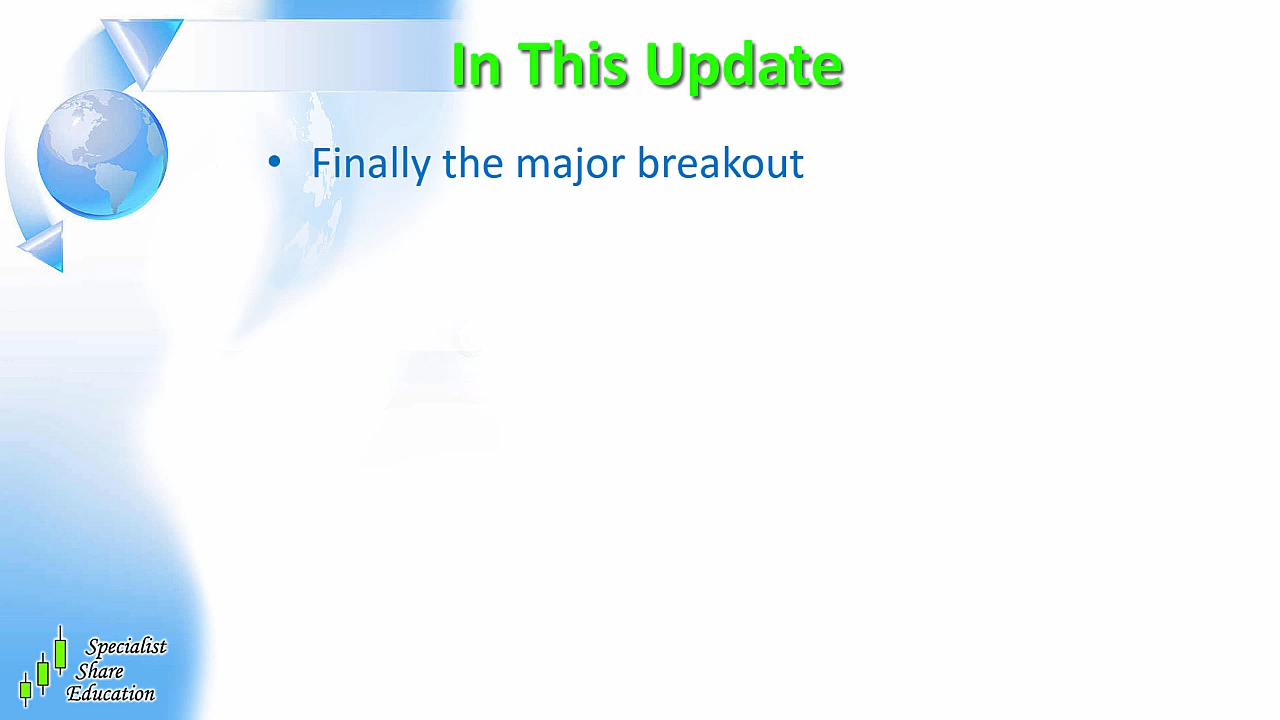 In This Update
• Finally the major breakout
Specialist
Share
Education